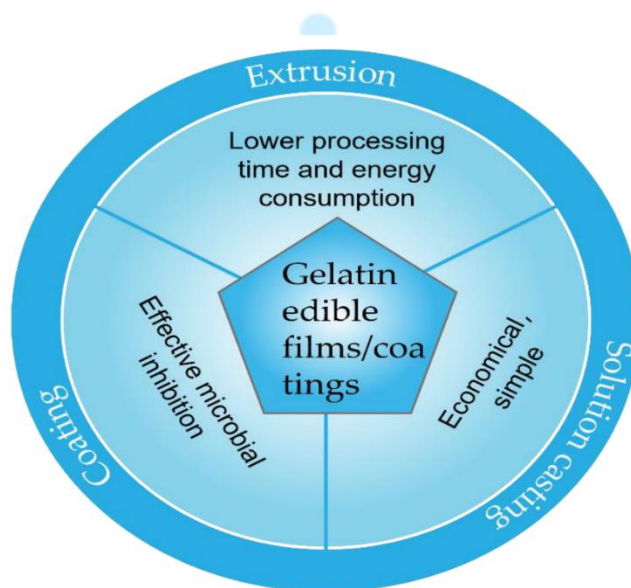 Extrusion
Lower processing
time and energy
consumption
Gelatin
edible
films/coa
tings
Effective microbial
inhibition
Economical,
simple
Coating
Solution casting